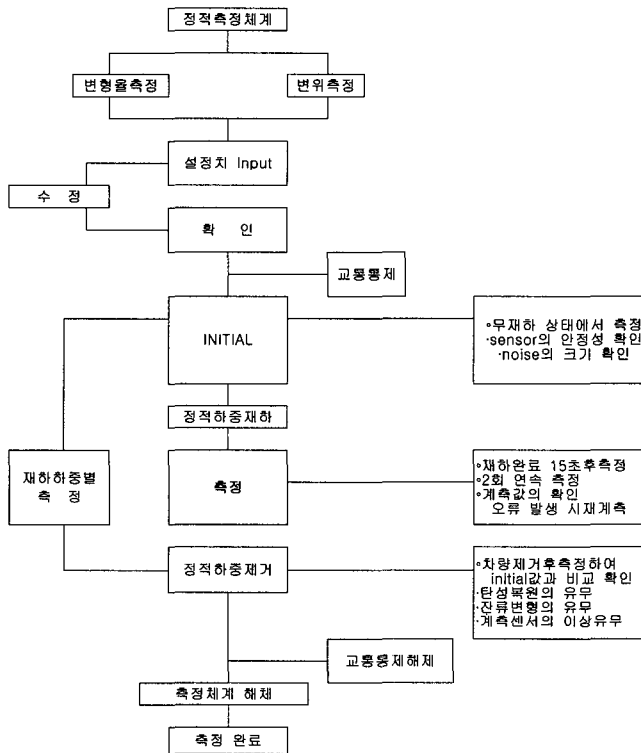 정적측정체계
변형율측정
변위측정
설정치 Input
수 정
확 인
교통통제
INITIAL
∘무재하 상태에서 측정
·sensor의 안정성 확인
·noise의 크기 확인
정적하중재하
재하하중별
측 정
측정
∘재하완료 15초후측정
∘2회 연속 측정
∘계측값의 확인
오류 발생 시재계측
정적하중제거
∘차량제거후측정하여
initial값과 비교 확인
·탄성복원의 유무
·잔류변형의 유무
·계측센서의 이상유무
교통통제해제
측정체계 해체
측정 완료